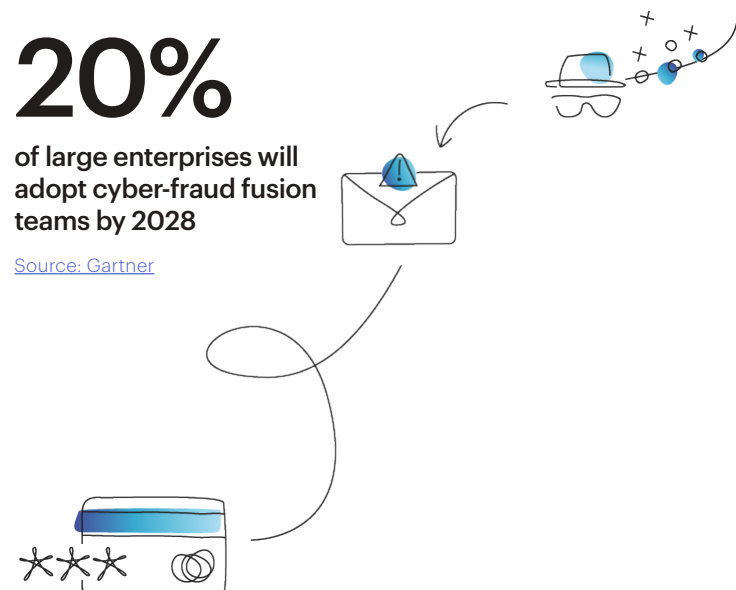 20%
of large enterprises will
adopt cyber-fraud fusion
teams by 2028
Source: Gartner